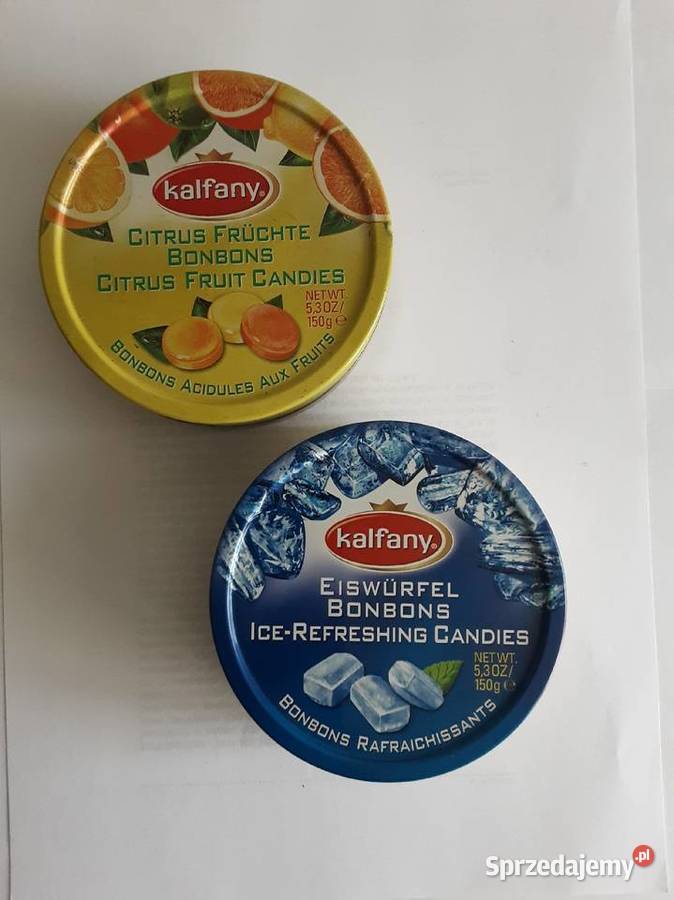 kalfany®
CITRUS FRÜCHTE
BONBONS
CITRUS FRUIT CANDIES
NET WT.
5,3 OZ/
150g ℮
BONBONS ACIDULES AUX FRUITS
kalfany®
EISWÜRFEL
BONBONS
ICE-REFRESHING CANDIES
NET WT.
5,3 OZ/
150g ℮
BONBONS RAFRAICHISSANTS
Sprzedajemy.pl